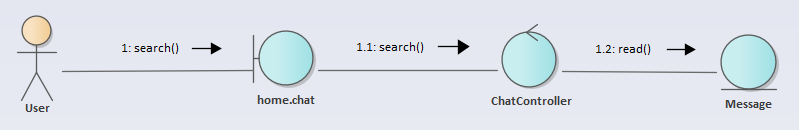 1: search()
1.1: search()
1.2: read()
User
home.chat
ChatController
Message